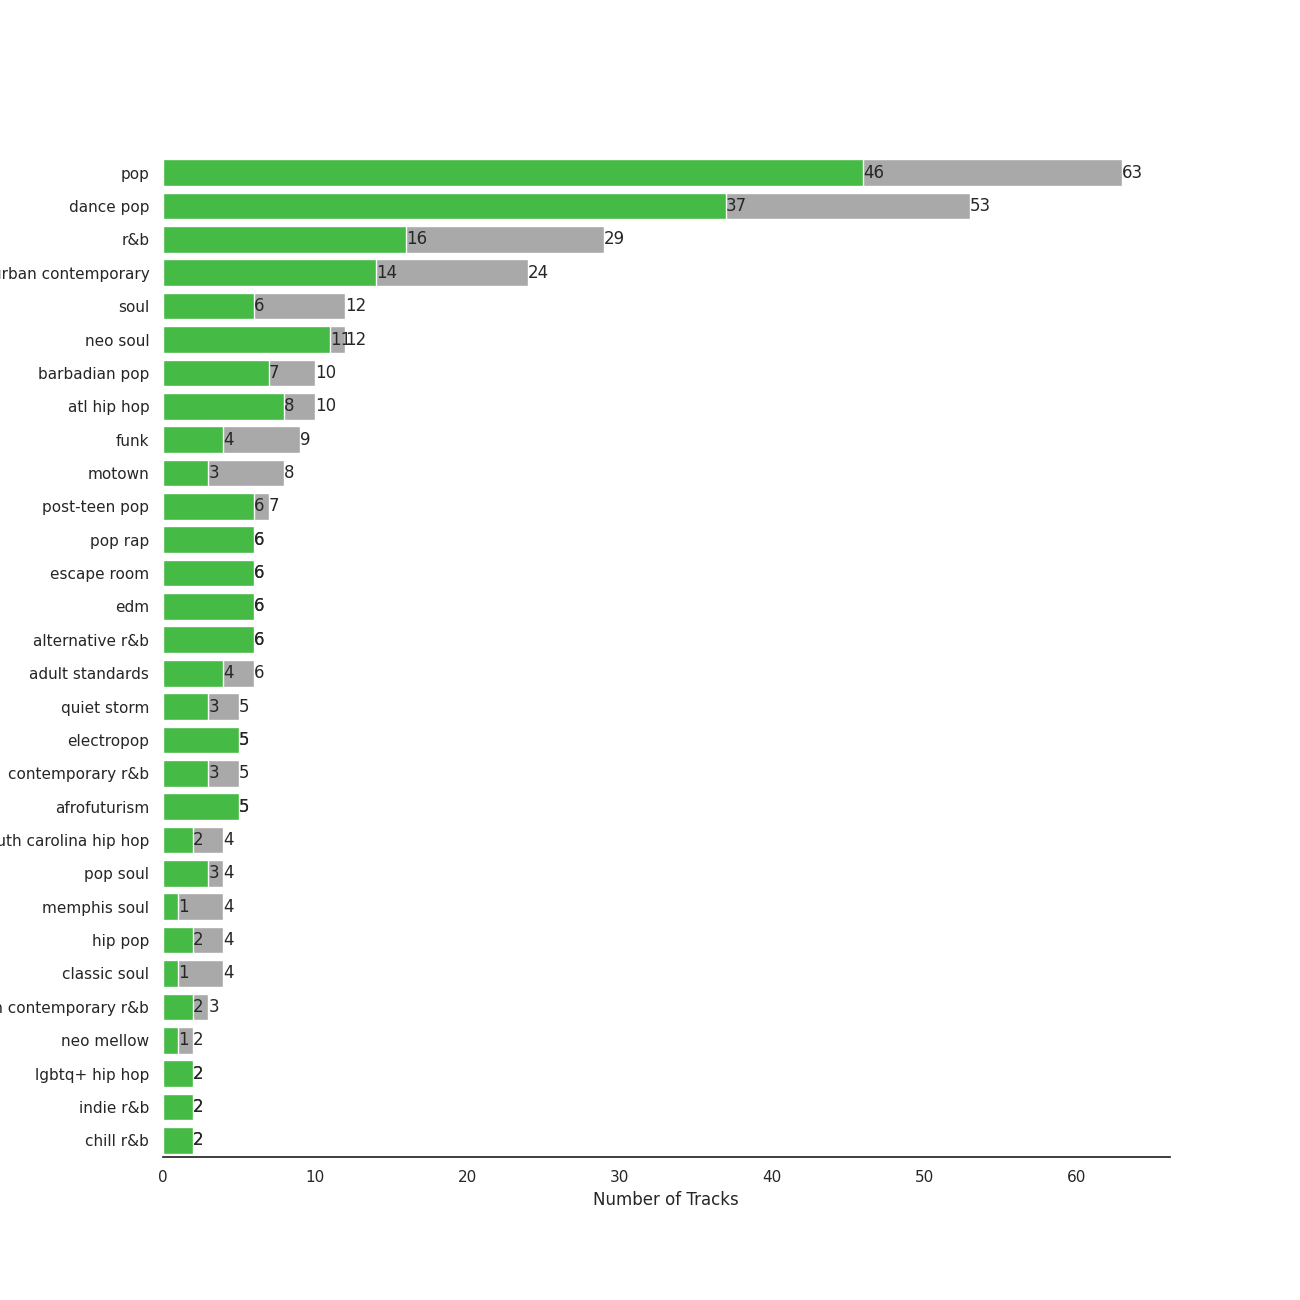 pop 46 63
dance pop 37 53
r&b 16 29
rban contemporary 14 24
soul 6 12
neo soul 11 12
barbadian pop 7 10
atl hip hop 8 10
funk 4 9
motown 3 8
post-teen pop 6 7
pop rap 6
escape room 6
edm 6
alternative r&b 6
adult standards 4 6
quiet storm 3 5
electropop 5
contemporary r&b 3 5
afrofuturism 5
uth carolina hip hop 2 4
pop soul 3 4
memphis soul 1 4
hip pop 2 4
classic soul 1 4
contemporary r&b 2 3
neo mellow 1 2
lgbtq+ hip hop 2
indie r&b 2
chill r&b 2
0 10 20 30 40 50 60
Number of Tracks